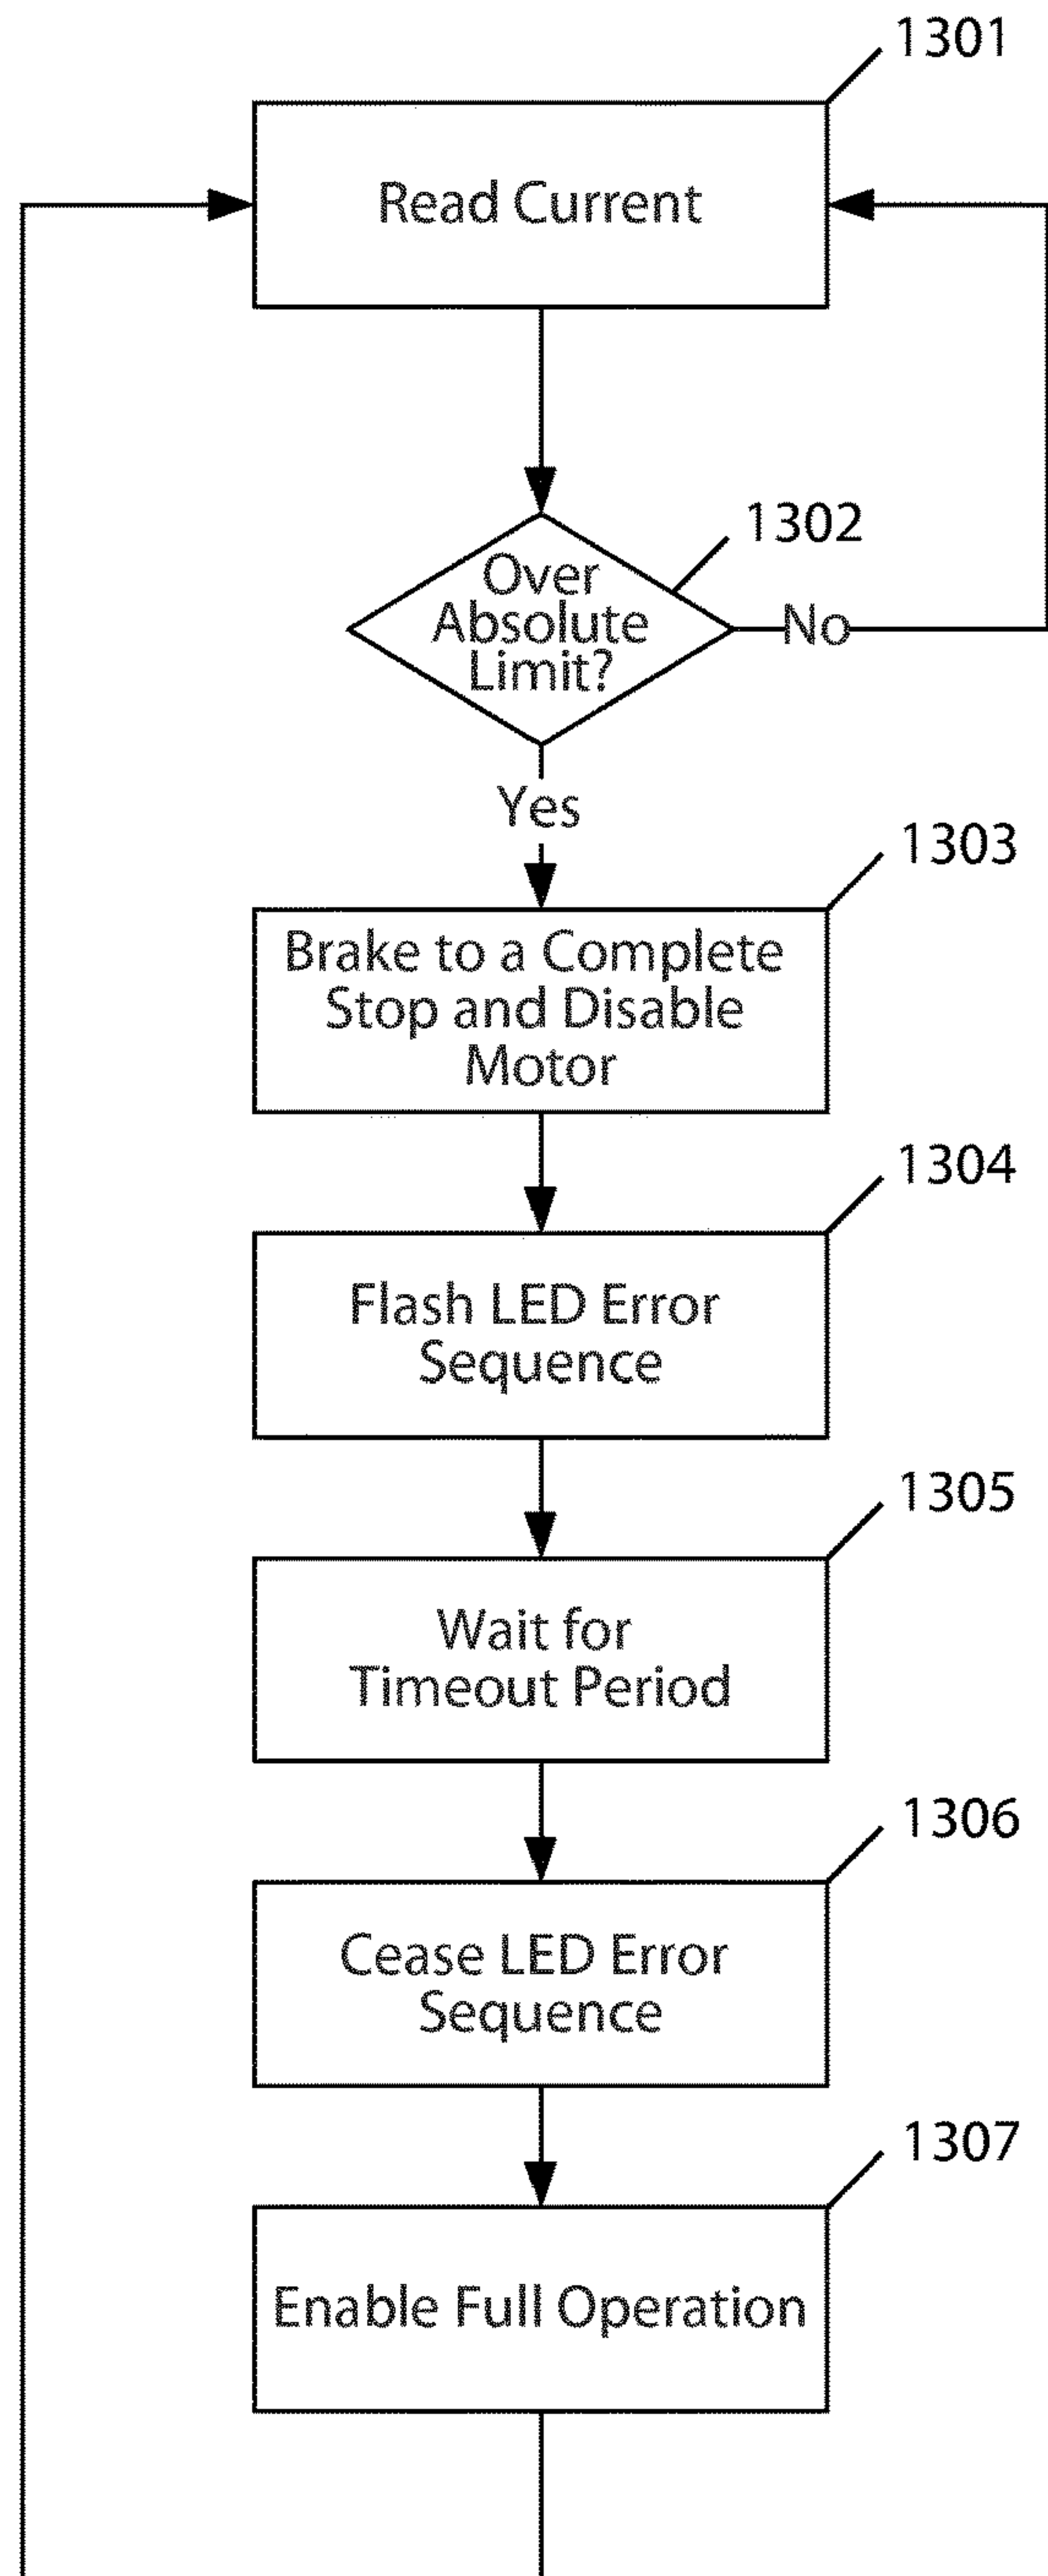 1301
Read Current
1302
Over
Absolute
Limit?
No
Yes
1303
Brake to a Complete
Stop and Disable
Motor
1304
Flash LED Error
Sequence
1305
Wait for
Timeout Period
1306
Cease LED Error
Sequence
1307
Enable Full Operation